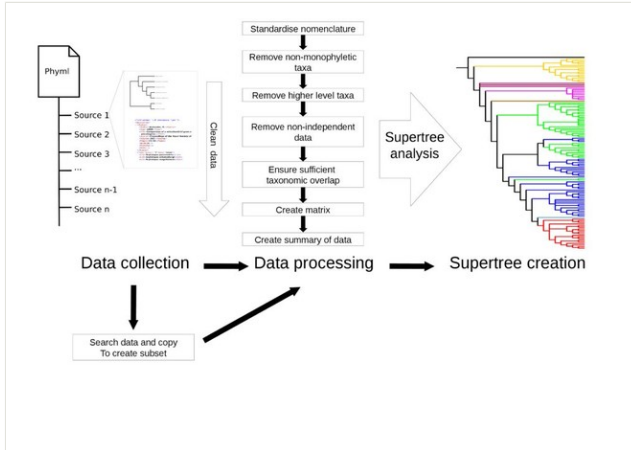 Phyml
Source 1
Source 2
Source 3
...
Source n-1
Source n
Clean data
Standardise nomenclature
Remove non-monophyletic
taxa
Remove higher level taxa
Remove non-independent
data
Ensure sufficient
taxonomic overlap
Create matrix
Create summary of data
Supertree
analysis
Data collection
Data processing
Supertree creation
Search data and copy
To create subset